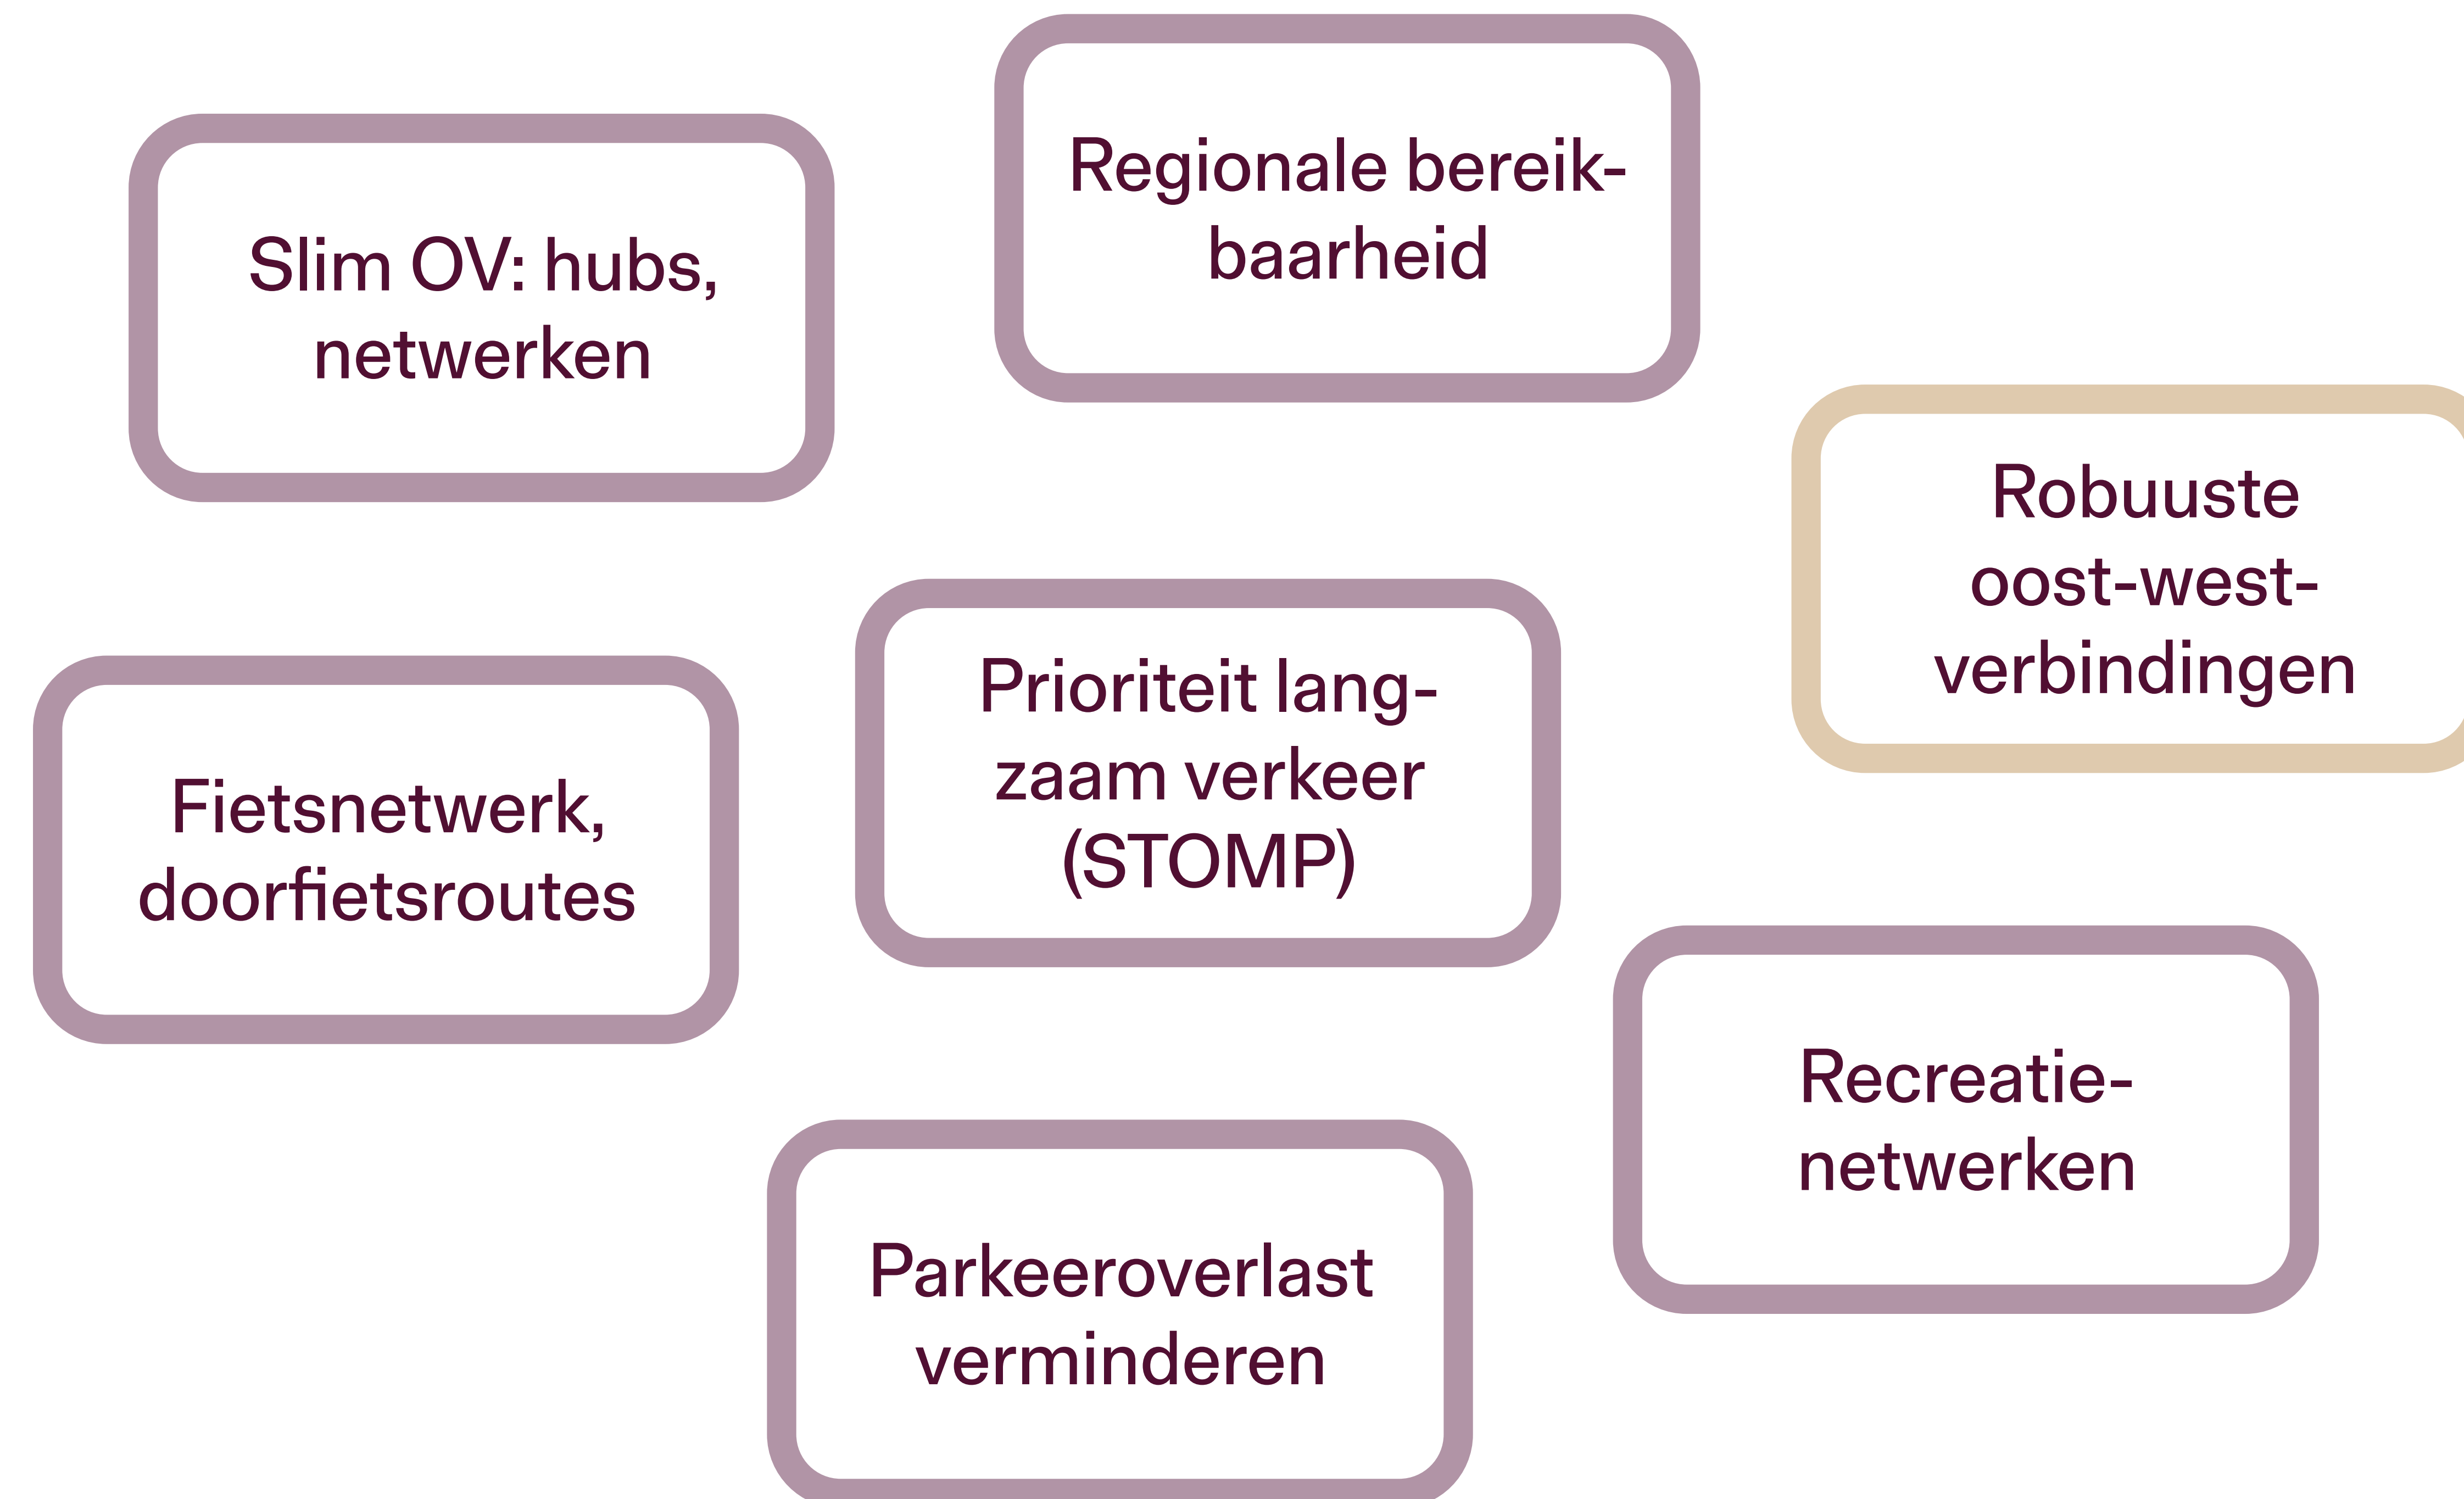 Regionale bereik-
baarheid
Slim OV: hubs,
netwerken
Robuuste
oost-west-
verbindingen
Prioriteit lang-
zaam verkeer
(STOMP)
Fietsnetwerk,
doorfietsroutes
Recreatie-
netwerken
Parkeeroverlast
verminderen